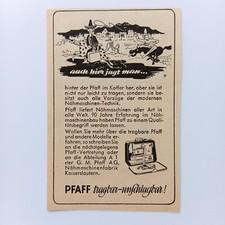 auch hier jagt man...
hinter der Pfaff im Koffer her, aber sie ist
nicht nur leicht zu tragen, sondern sie besitzt
auch alle Vorzüge der modernen
Nähmaschinen-Technik.
Pfaff liefert Nähmaschinen aller Art in
alle Welt. 90 Jahre Erfahrung im Näh-
maschinenbau haben Pfaff zu einem Quali-
tätsbegriff werden lassen.
Wollen Sie mehr über die tragbare Pfaff
und andere Modelle er-
fahren, so schreiben Sie
an die nächstgelegene
Pfaff-Vertretung oder
an die Abteilung A 1
der G. M. Pfaff AG,
Nähmaschinenfabrik
Kaiserslautern.
PFAFF tragbar-unschlagbar!